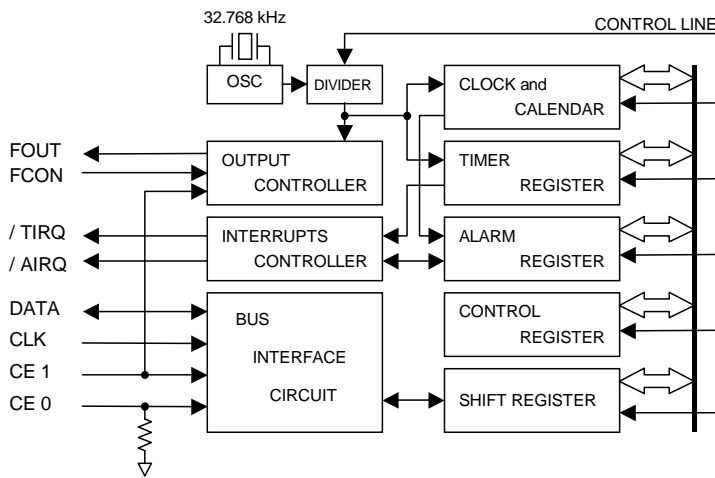 32.768 kHz
CONTROL LINE
OSC
DIVIDER
CLOCK and
CALENDAR
FOUT
FCON
OUTPUT
CONTROLLER
TIMER
REGISTER
/ TIRQ
/ AIRQ
INTERRUPTS
CONTROLLER
ALARM
REGISTER
DATA
CLK
CE 1
CE 0
BUS
INTERFACE
CIRCUIT
CONTROL
REGISTER
SHIFT REGISTER